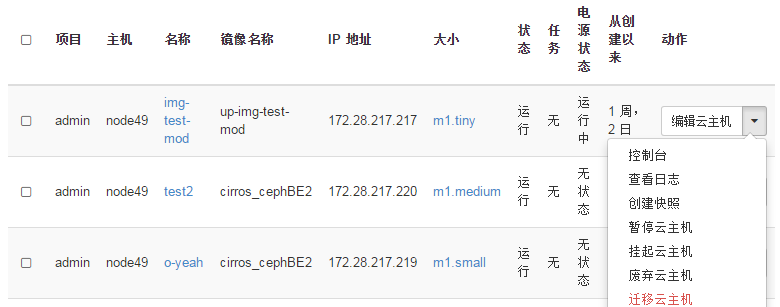 项目 主机 名称 镜像名称 IP 地址 大小 状态 任务 电源状态 从创建以来 动作
admin node49 img-test-mod up-img-test-mod 172.28.217.217 m1.tiny 运行 无 运行中 1 周, 2 日 编辑云主机
控制台
查看日志
创建快照
暂停云主机
挂起云主机
废弃云主机
迁移云主机
admin node49 test2 cirros_cephBE2 172.28.217.220 m1.medium 运行 无 无状态
admin node49 o-yeah cirros_cephBE2 172.28.217.219 m1.small 运行 无 无状态